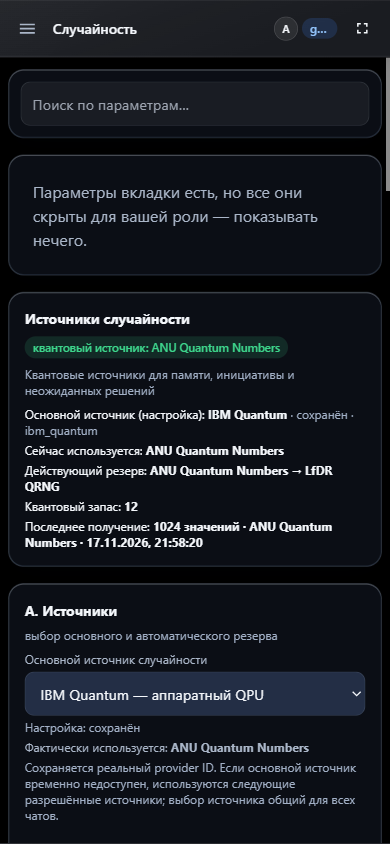 Случайность
A
g...
Поиск по параметрам...
Параметры вкладки есть, но все они
скрыты для вашей роли — показывать
нечего.
Источники случайности
квантовый источник: ANU Quantum Numbers
Квантовые источники для памяти, инициативы и
неожиданных решений
Основной источник (настройка): IBM Quantum · сохранён ·
ibm_quantum
Сейчас используется: ANU Quantum Numbers
Действующий резерв: ANU Quantum Numbers → LfDR
QRNG
Квантовый запас: 12
Последнее получение: 1024 значений · ANU Quantum
Numbers · 17.11.2026, 21:58:20
А. Источники
выбор основного и автоматического резерва
Основной источник случайности
IBM Quantum — аппаратный QPU
Настройка: сохранён
Фактически используется: ANU Quantum Numbers
Сохраняется реальный provider ID. Если основной источник
временно недоступен, используются следующие
разрешённые источники; выбор источника общий для всех
чатов.